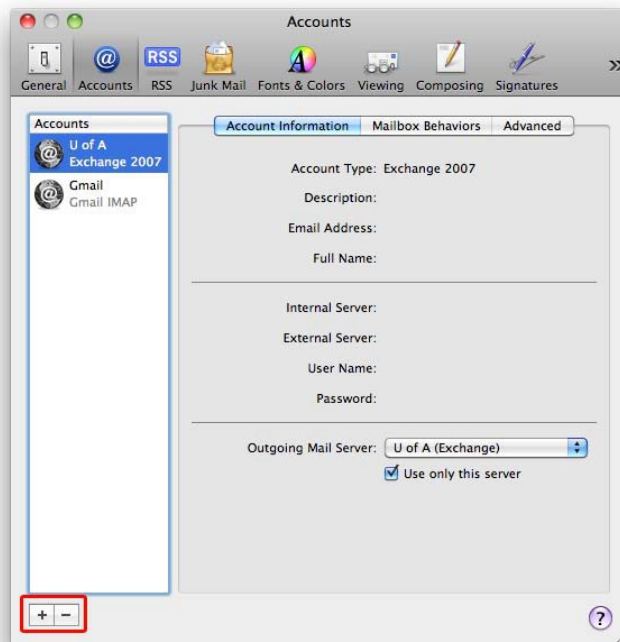 Accounts
RSS
General Accounts RSS Junk Mail Fonts & Colors Viewing Composing Signatures
Accounts
U of A
Exchange 2007
Gmail
Gmail IMAP
Account Information Mailbox Behaviors Advanced
Account Type: Exchange 2007
Description:
Email Address:
Full Name:
Internal Server:
External Server:
User Name:
Password:
Outgoing Mail Server: U of A (Exchange)
Use only this server
+ −
?